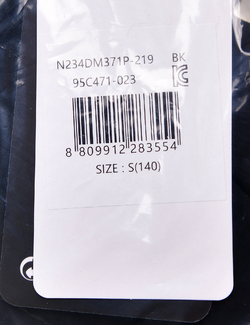 N234DM371P-219 BK
95C471-023
8 809912 283554
SIZE : S(140)